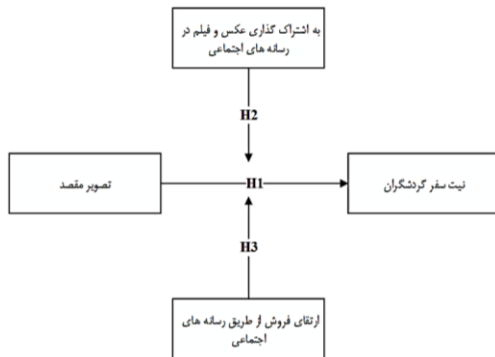 به اشتراک گذاری عکس و فیلم در
رسانه های اجتماعی
H2
نیت سفر گردشگران
H1
تصویر مقصد
H3
ارتقای فروش از طریق رسانه های
اجتماعی